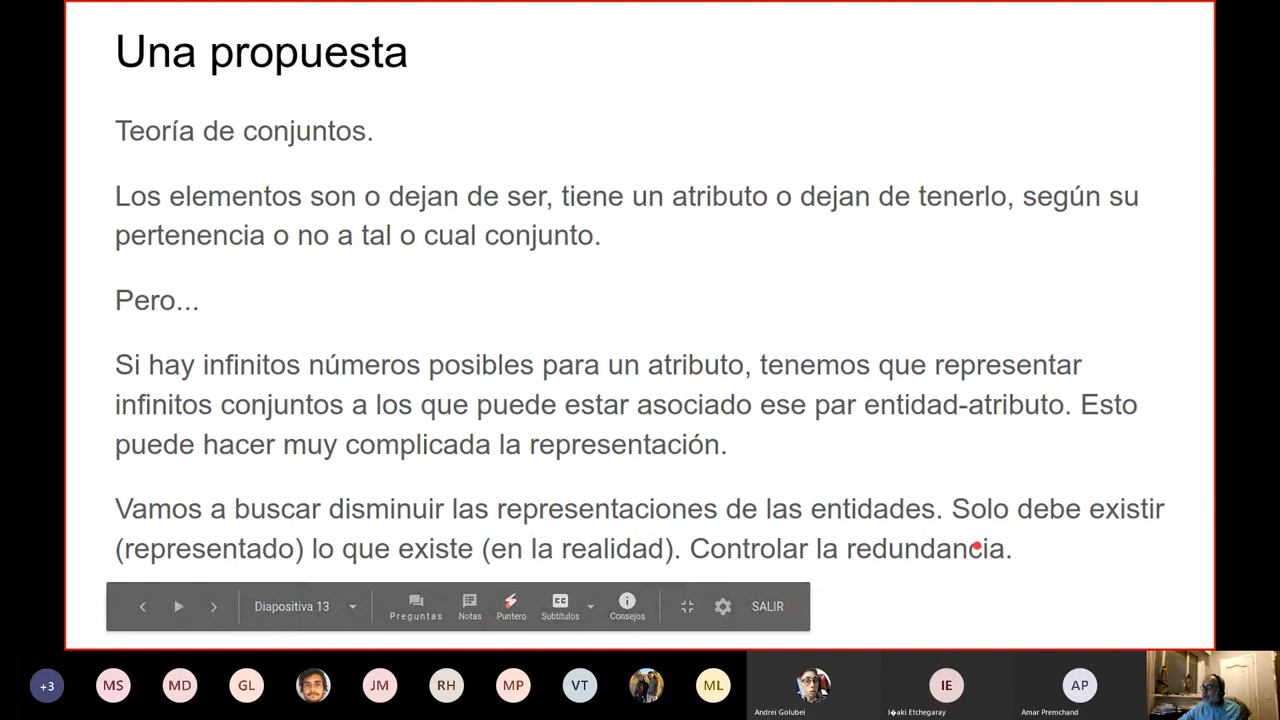 Una propuesta
Teoría de conjuntos.
Los elementos son o dejan de ser, tiene un atributo o dejan de tenerlo, según su
pertenencia o no a tal o cual conjunto.
Pero...
Si hay infinitos números posibles para un atributo, tenemos que representar
infinitos conjuntos a los que puede estar asociado ese par entidad-atributo. Esto
puede hacer muy complicada la representación.
Vamos a buscar disminuir las representaciones de las entidades. Solo debe existir
(representado) lo que existe (en la realidad). Controlar la redundancia.
Diapositiva 13
Preguntas
Notas
Puntero
CC
Subtítulos
Consejos
SALIR
+3
MS
MD
GL
JM
RH
MP
VT
ML
IE
AP
Andrei Golubei
I�aki Etchegaray
Amar Premchand